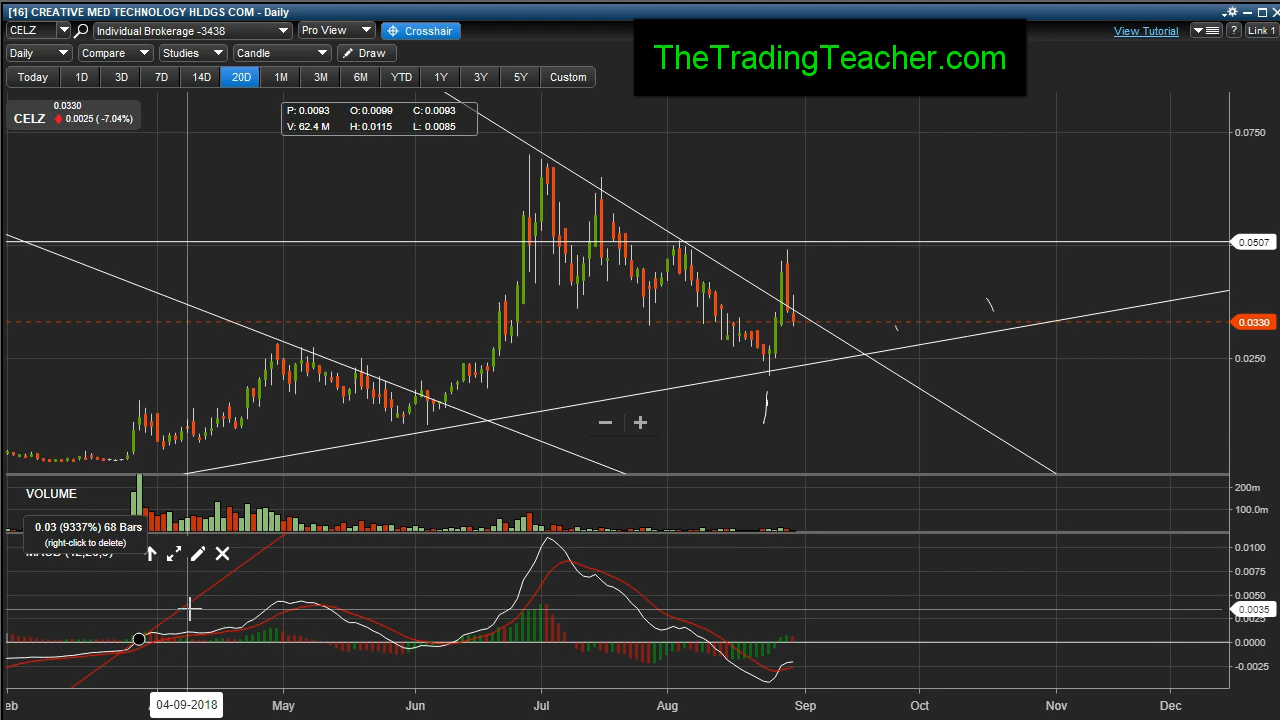 [16] CREATIVE MED TECHNOLOGY HLDGS COM - Daily
CELZ Individual Brokerage -3438 Pro View Crosshair View Tutorial ? Link 1
Daily Compare Studies Candle Draw
TheTradingTeacher.com
Today 1D 3D 7D 14D 20D 1M 3M 6M YTD 1Y 3Y 5Y Custom
0.0330
CELZ 0.0025 (-7.04%)
P: 0.0093 O: 0.0099 C: 0.0093
V: 62.4 M H: 0.0115 L: 0.0085
0.0750
0.0507
0.0330
0.0250
VOLUME
200m
100.0m
0.03 (9337%) 68 Bars
(right-click to delete)
0.0100
0.0075
0.0050
0.0035
0.0025
0.0000
-0.0025
eb 04-09-2018 May Jun Jul Aug Sep Oct Nov Dec